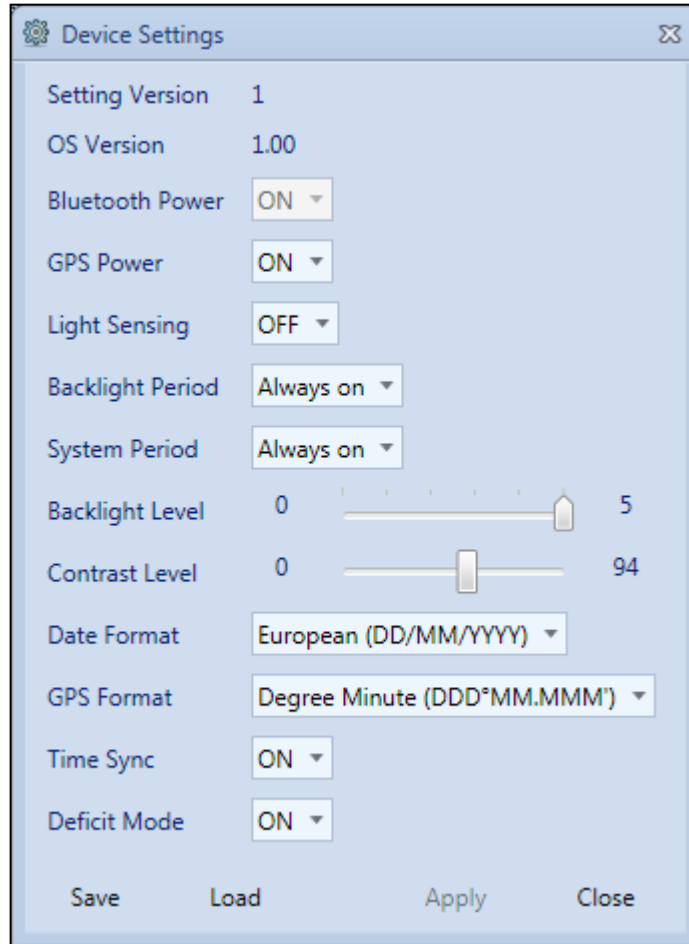 Device Settings
Setting Version 1
OS Version 1.00
Bluetooth Power ON
GPS Power ON
Light Sensing OFF
Backlight Period Always on
System Period Always on
Backlight Level 0 5
Contrast Level 0 94
Date Format European (DD/MM/YYYY)
GPS Format Degree Minute (DDD°MM.MMM')
Time Sync ON
Deficit Mode ON
Save Load Apply Close